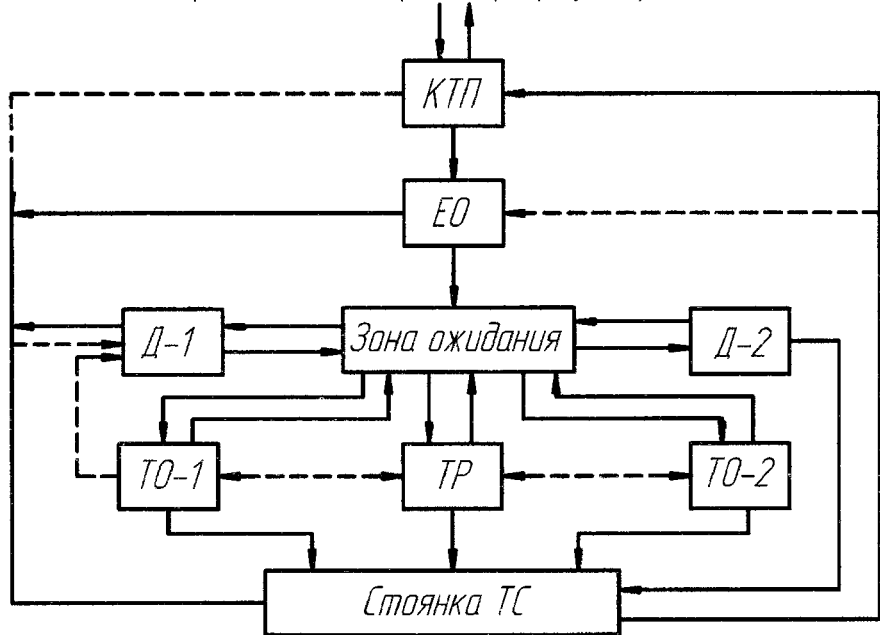 КТП
ЕО
Д-1
Зона ожидания
Д-2
ТО-1
ТР
ТО-2
Стоянка ТС